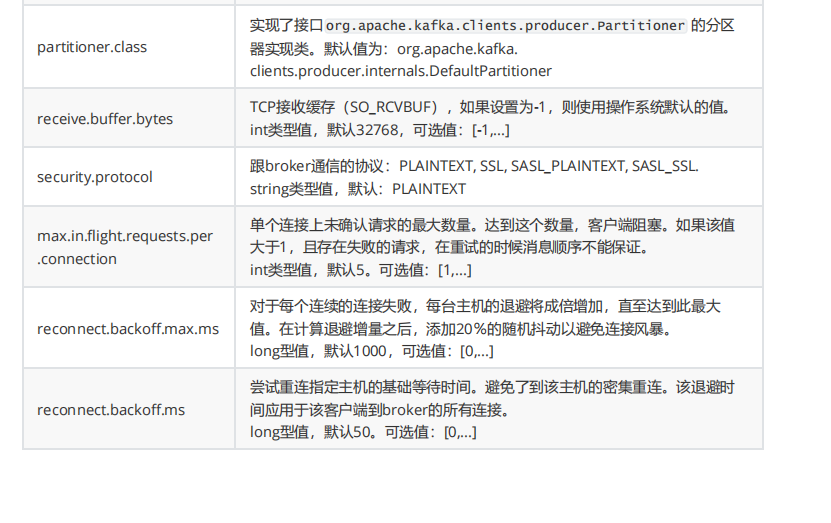 partitioner.class
实现了接口org.apache.kafka.clients.producer.Partitioner 的分区
器实现类。默认值为：org.apache.kafka.
clients.producer.internals.DefaultPartitioner
receive.buffer.bytes
TCP接收缓存（SO_RCVBUF），如果设置为-1，则使用操作系统默认的值。
int类型值，默认32768，可选值：[-1,...]
security.protocol
跟broker通信的协议：PLAINTEXT, SSL, SASL_PLAINTEXT, SASL_SSL.
string类型值，默认：PLAINTEXT
max.in.flight.requests.per
.connection
单个连接上未确认请求的最大数量。达到这个数量，客户端阻塞。如果该值
大于1，且存在失败的请求，在重试的时候消息顺序不能保证。
int类型值，默认5。可选值：[1,...]
reconnect.backoff.max.ms
对于每个连续的连接失败，每台主机的退避将成倍增加，直至达到此最大
值。在计算退避增量之后，添加20％的随机抖动以避免连接风暴。
long型值，默认1000，可选值：[0,...]
reconnect.backoff.ms
尝试重连指定主机的基础等待时间。避免了到该主机的密集重连。该退避时
间应用于该客户端到broker的所有连接。
long型值，默认50。可选值：[0,...]